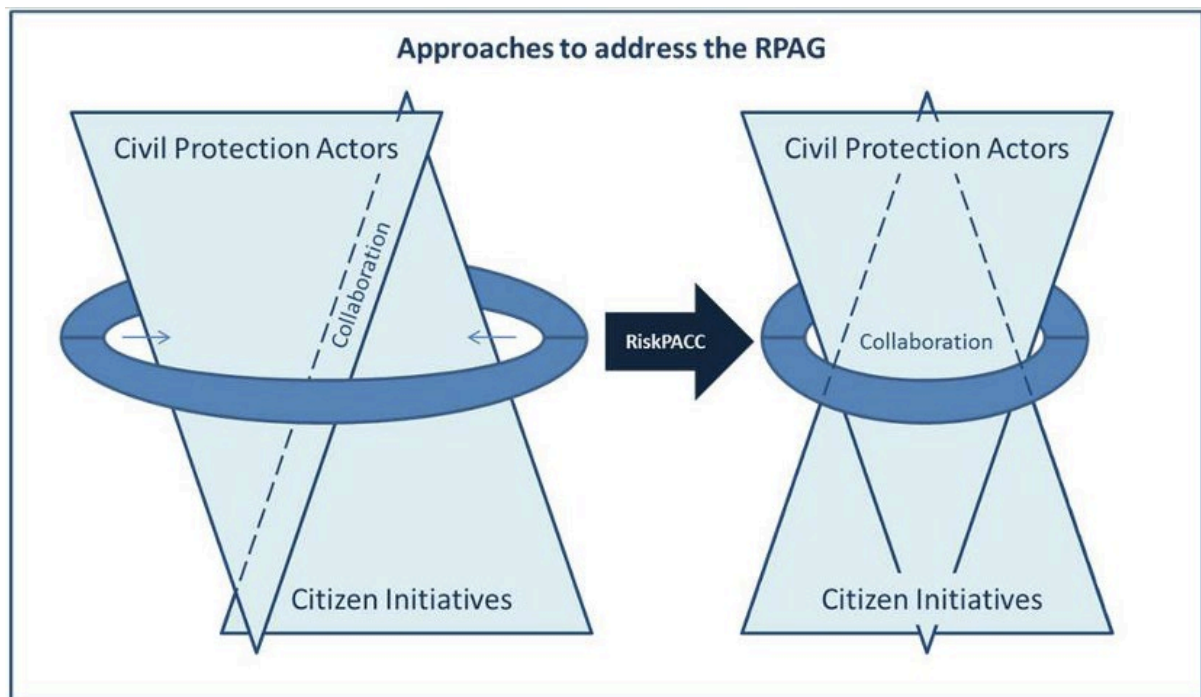 Approaches to address the RPAG
Civil Protection Actors
Collaboration
Citizen Initiatives
RiskPACC
Civil Protection Actors
Collaboration
Citizen Initiatives